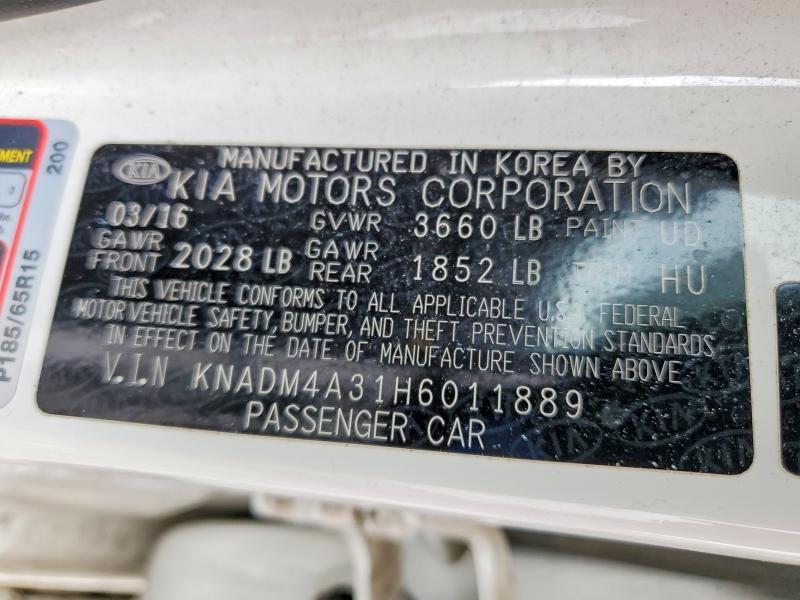 MANUFACTURED IN KOREA BY
KIA
KIA MOTORS CORPORATION
03/16 GVWR 3660 LB PAINT UD
GAWR FRONT 2028 LB GAWR REAR 1852 LB TRIM HU
THIS VEHICLE CONFORMS TO ALL APPLICABLE U.S. FEDERAL
MOTOR VEHICLE SAFETY, BUMPER, AND THEFT PREVENTION STANDARDS
IN EFFECT ON THE DATE OF MANUFACTURE SHOWN ABOVE
V.I.N KNADM4A31H6011889
PASSENGER CAR
200
P185/65R15